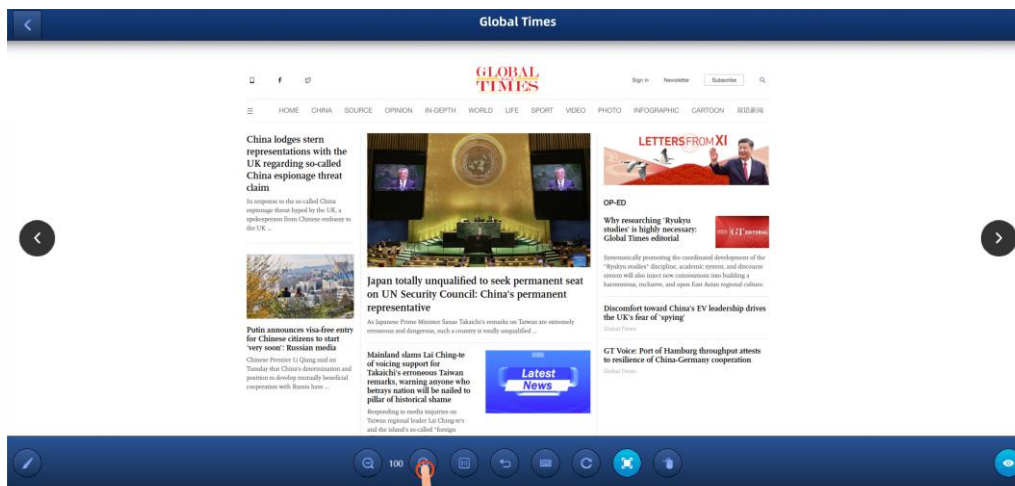 Global Times
GLOBAL
TIMES
Sign in Newsletter Subscribe
HOME CHINA SOURCE OPINION IN-DEPTH WORLD LIFE SPORT VIDEO PHOTO INFOGRAPHIC CARTOON 双语新闻
China lodges stern
representations with the
UK regarding so-called
China espionage threat
claim
In response to the so-called China
espionage threat hyped by the UK, a
spokesperson from Chinese embassy to
the UK ...
Putin announces visa-free entry
for Chinese citizens to start
'very soon': Russian media
Chinese Premier Li Qiang said on
Tuesday that China's determination and
position to develop mutually beneficial
cooperation with Russia have ...
Japan totally unqualified to seek permanent seat
on UN Security Council: China's permanent
representative
As Japanese Prime Minister Sanae Takaichi's remarks on Taiwan are extremely
erroneous and dangerous, such a country is totally unqualified ...
Mainland slams Lai Ching-te
of voicing support for
Takaichi's erroneous Taiwan
remarks, warning anyone who
betrays nation will be nailed to
pillar of historical shame
Responding to media inquiries on
Taiwan regional leader Lai Ching-te's
and the island's so-called "foreign
Latest
News
LETTERS FROM XI
OP-ED
Why researching 'Ryukyu
studies' is highly necessary:
Global Times editorial
GT EDITORIAL
Systematically promoting the coordinated development of the
"Ryukyu studies" discipline, academic system, and discourse
system will also inject new connotations into building a
harmonious, inclusive, and open East Asian regional culture.
Discomfort toward China's EV leadership drives
the UK's fear of 'spying'
Global Times
GT Voice: Port of Hamburg throughput attests
to resilience of China-Germany cooperation
Global Times
100